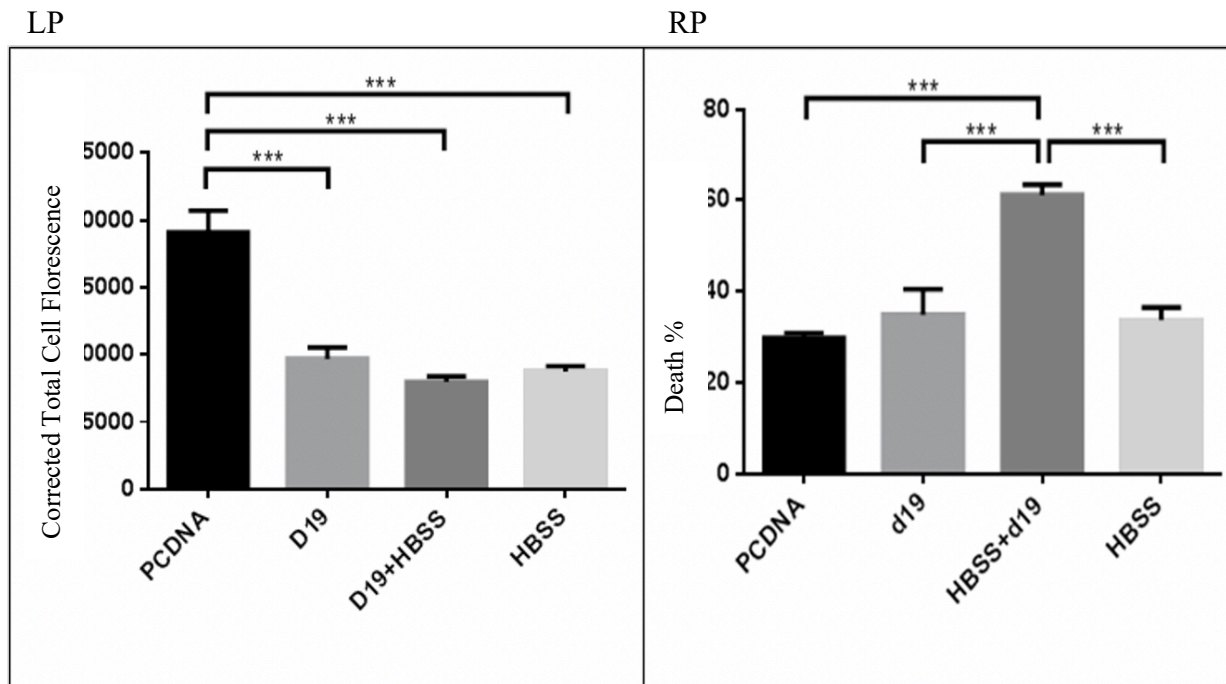 LP
RP
***
***
***
5000
0000
5000
0000
5000
0
Corrected Total Cell Florescence
PCDNA
D19
D19+HBSS
HBSS
***
***
***
80
60
40
20
0
Death %
PCDNA
d19
HBSS+d19
HBSS